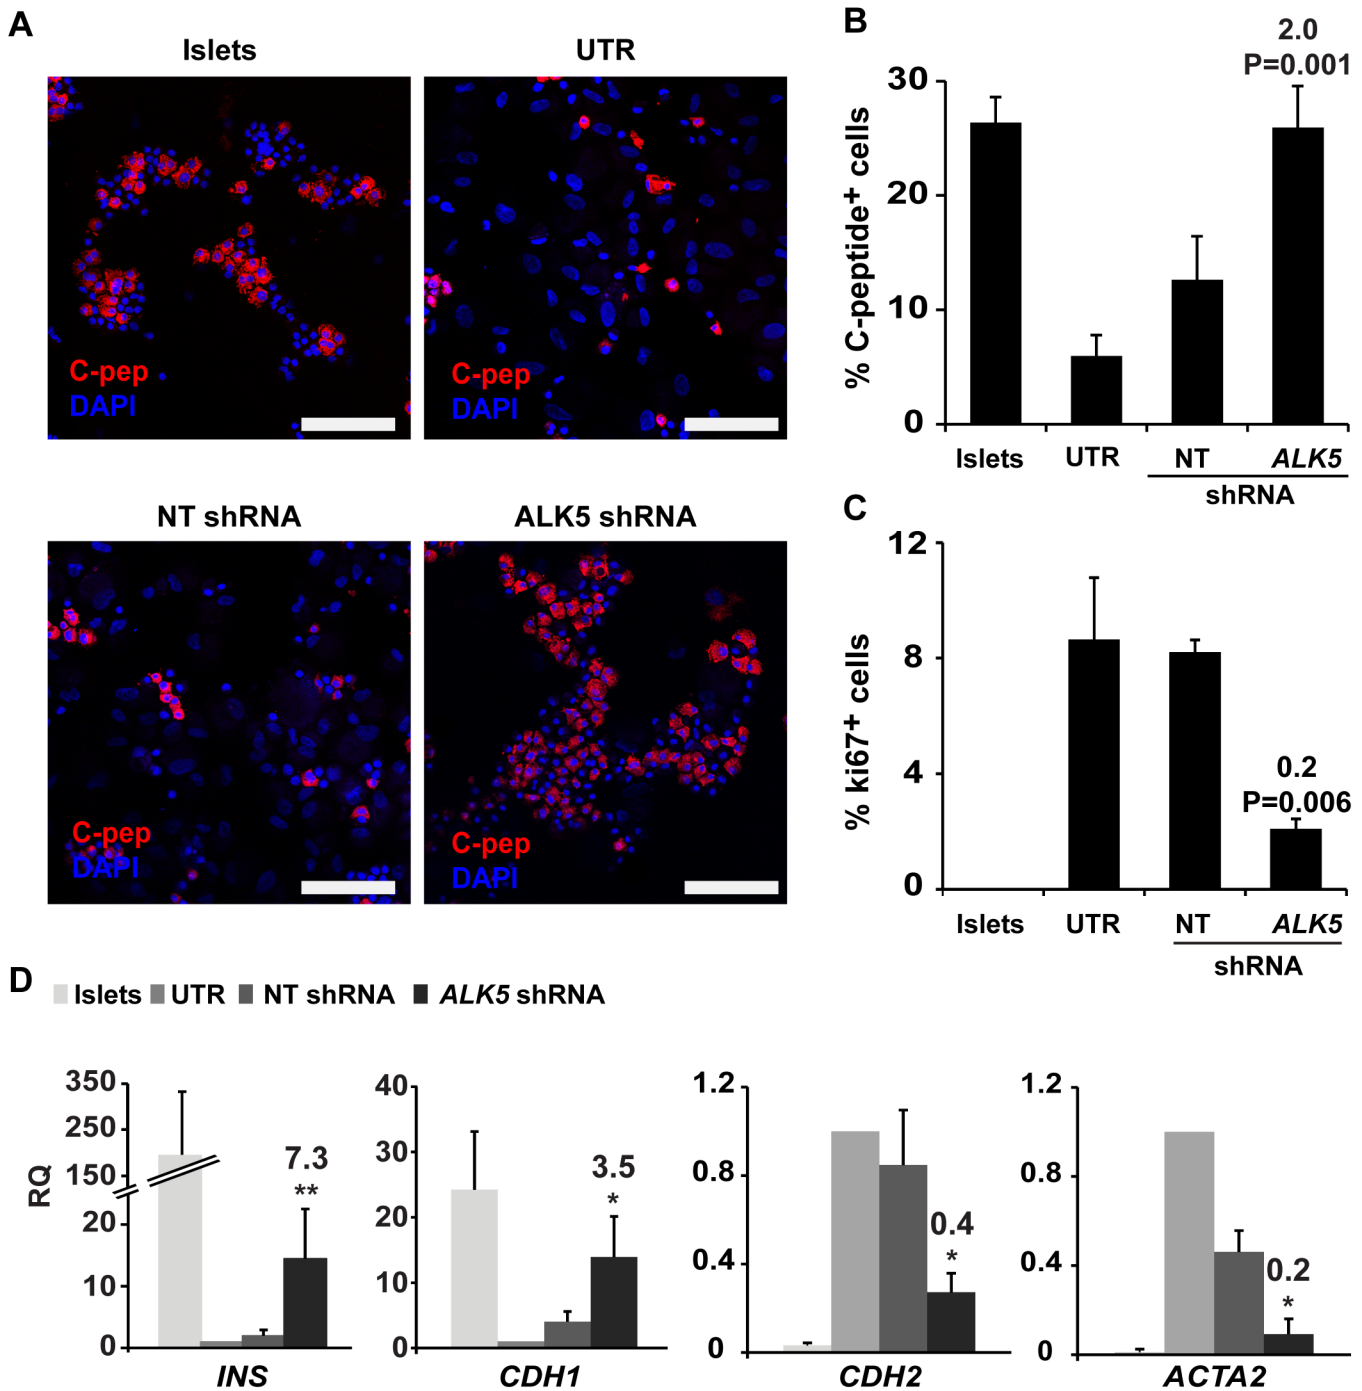 A
Islets
UTR
C-pep
DAPI
C-pep
DAPI
NT shRNA
ALK5 shRNA
C-pep
DAPI
C-pep
DAPI
B
2.0
P=0.001
30
20
10
0
% C-peptide+ cells
Islets
UTR
NT
ALK5
shRNA
C
12
8
4
0
% ki67+ cells
0.2
P=0.006
Islets
UTR
NT
ALK5
shRNA
D
Islets UTR NT shRNA ALK5 shRNA
RQ
350
250
150
20
10
0
7.3
**
INS
40
30
20
10
0
3.5
*
CDH1
1.2
0.8
0.4
0
0.4
*
CDH2
1.2
0.8
0.4
0
0.2
*
ACTA2